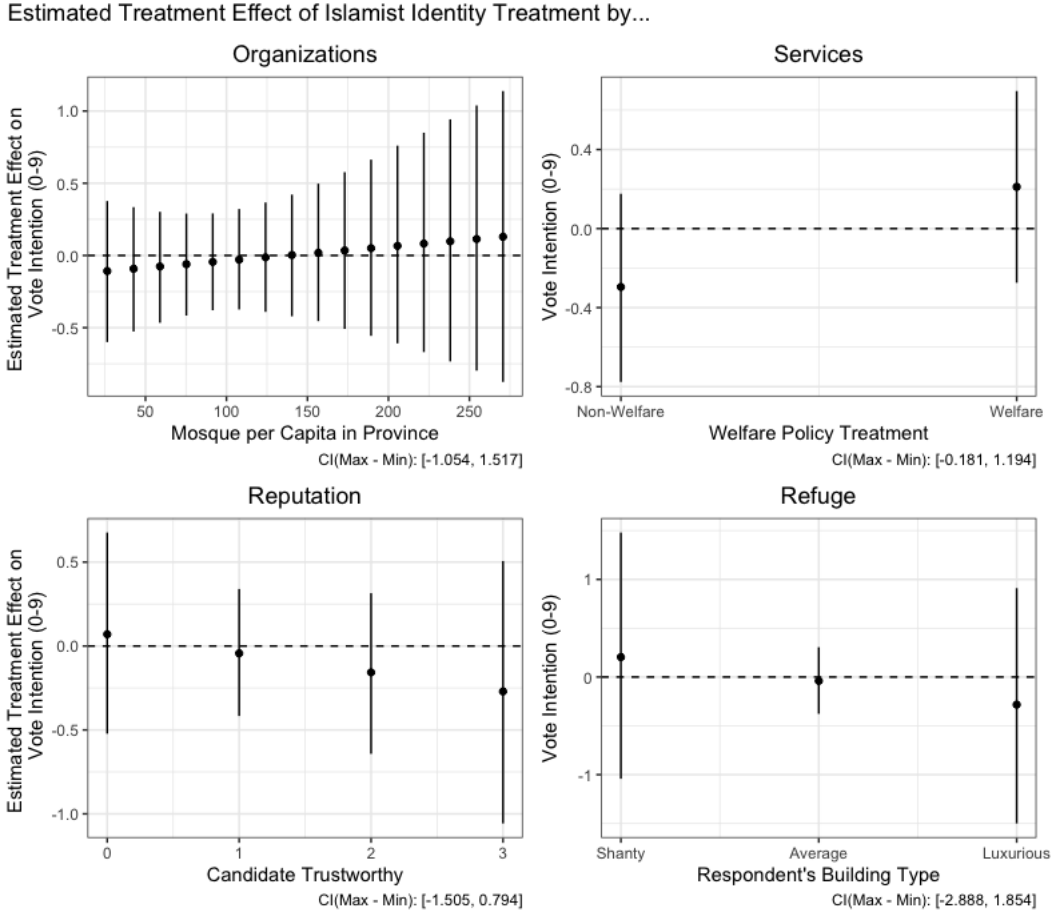 Estimated Treatment Effect of Islamist Identity Treatment by...
Organizations
Estimated Treatment Effect on
Vote Intention (0-9)
1.0
0.5
0.0
-0.5
50
100
150
200
250
Mosque per Capita in Province
CI(Max - Min): [-1.054, 1.517]
Services
Vote Intention (0-9)
0.4
0.0
-0.4
-0.8
Non-Welfare
Welfare
Welfare Policy Treatment
CI(Max - Min): [-0.181, 1.194]
Reputation
Estimated Treatment Effect on
Vote Intention (0-9)
0.5
0.0
-0.5
-1.0
0
1
2
3
Candidate Trustworthy
CI(Max - Min): [-1.505, 0.794]
Refuge
Vote Intention (0-9)
1
0
-1
Shanty
Average
Luxurious
Respondent's Building Type
CI(Max - Min): [-2.888, 1.854]